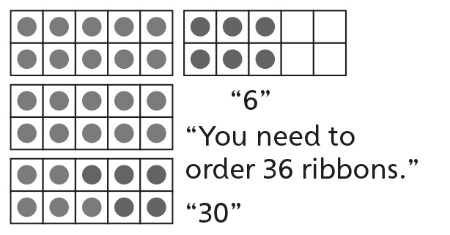 “6”
“You need to
order 36 ribbons.”
“30”